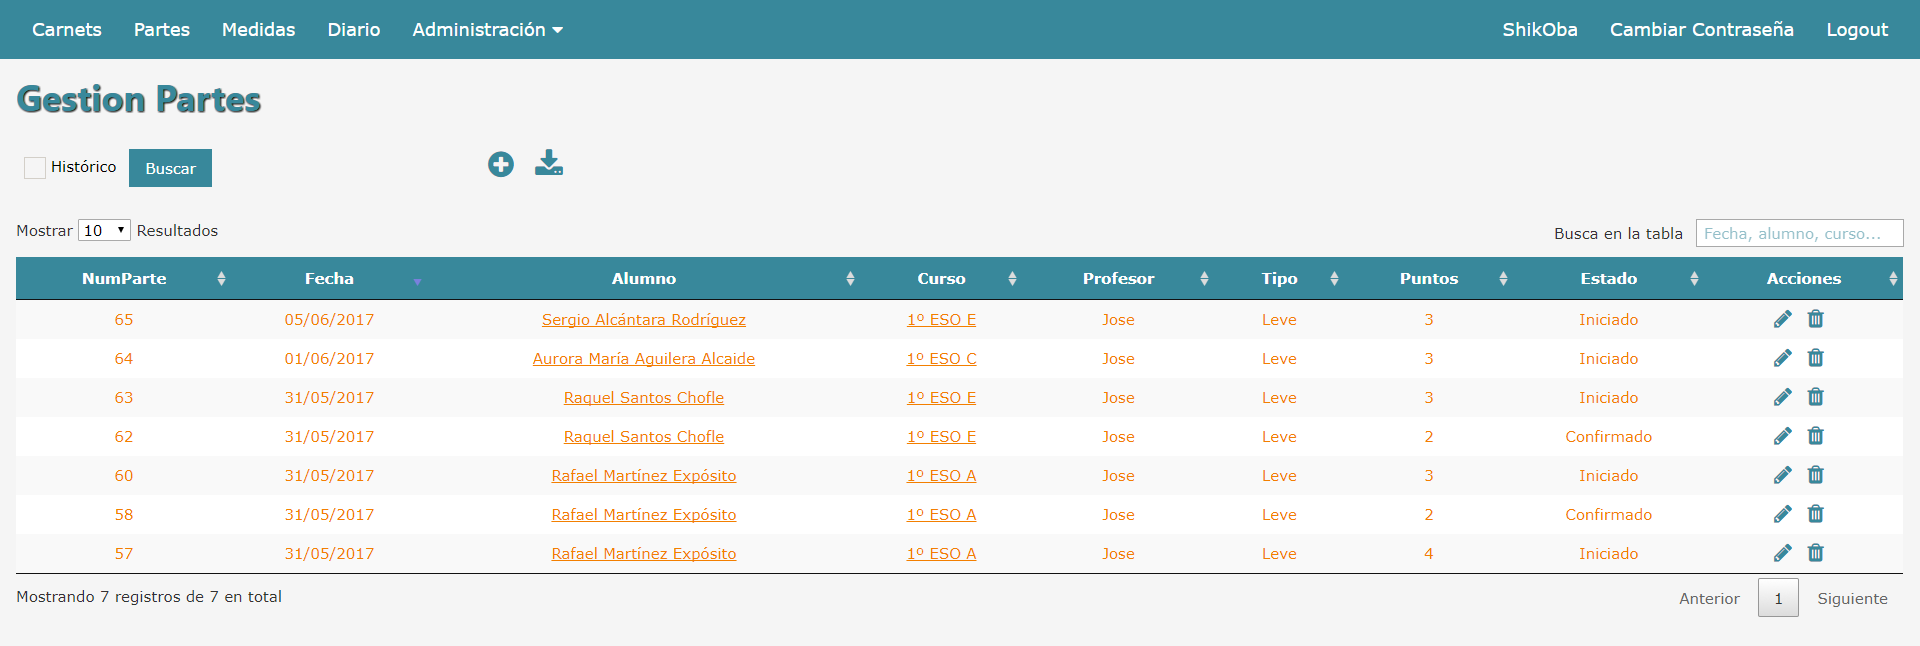 Carnets Partes Medidas Diario Administración ShikOba Cambiar Contraseña Logout
Gestion Partes
Histórico Buscar
Mostrar 10 Resultados Busca en la tabla Fecha, alumno, curso...
NumParte Fecha Alumno Curso Profesor Tipo Puntos Estado Acciones
65 05/06/2017 Sergio Alcántara Rodríguez 1º ESO E Jose Leve 3 Iniciado
64 01/06/2017 Aurora María Aguilera Alcaide 1º ESO C Jose Leve 3 Iniciado
63 31/05/2017 Raquel Santos Chofle 1º ESO E Jose Leve 3 Iniciado
62 31/05/2017 Raquel Santos Chofle 1º ESO E Jose Leve 2 Confirmado
60 31/05/2017 Rafael Martínez Expósito 1º ESO A Jose Leve 3 Iniciado
58 31/05/2017 Rafael Martínez Expósito 1º ESO A Jose Leve 2 Confirmado
57 31/05/2017 Rafael Martínez Expósito 1º ESO A Jose Leve 4 Iniciado
Mostrando 7 registros de 7 en total Anterior 1 Siguiente